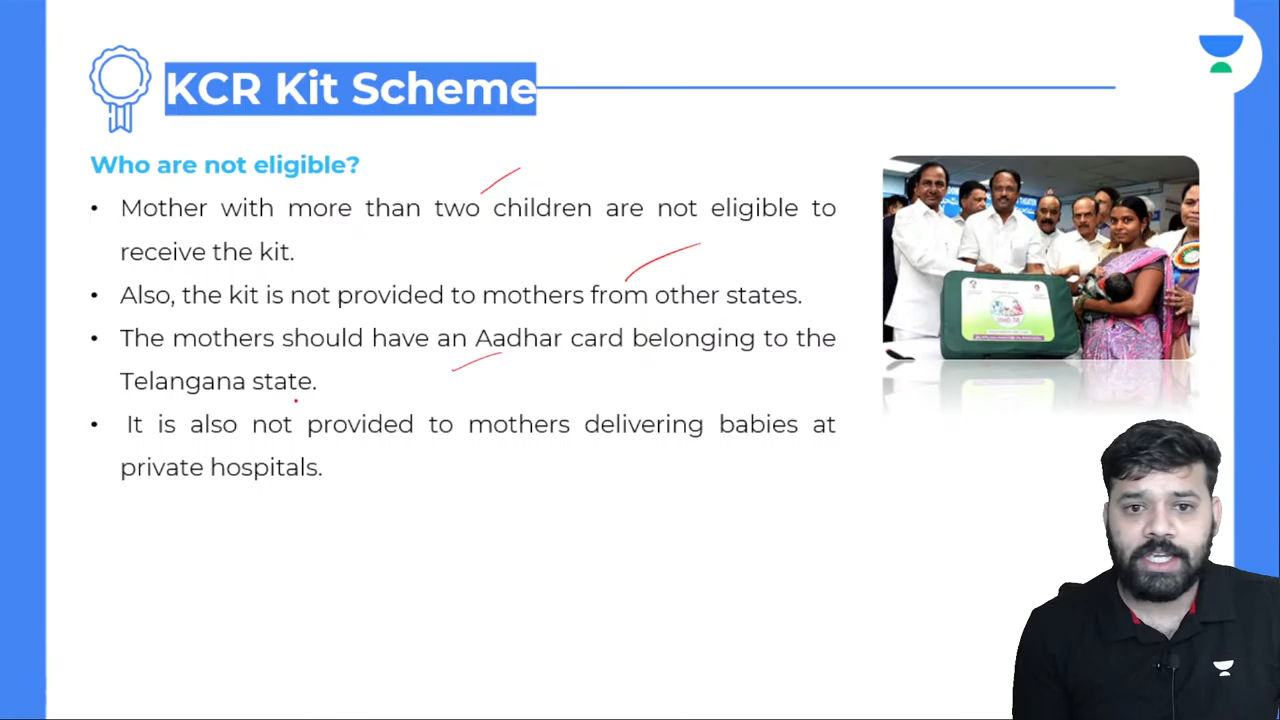 KCR Kit Scheme
Who are not eligible?
• Mother with more than two children are not eligible to
receive the kit.
• Also, the kit is not provided to mothers from other states.
• The mothers should have an Aadhar card belonging to the
Telangana state.
• It is also not provided to mothers delivering babies at
private hospitals.